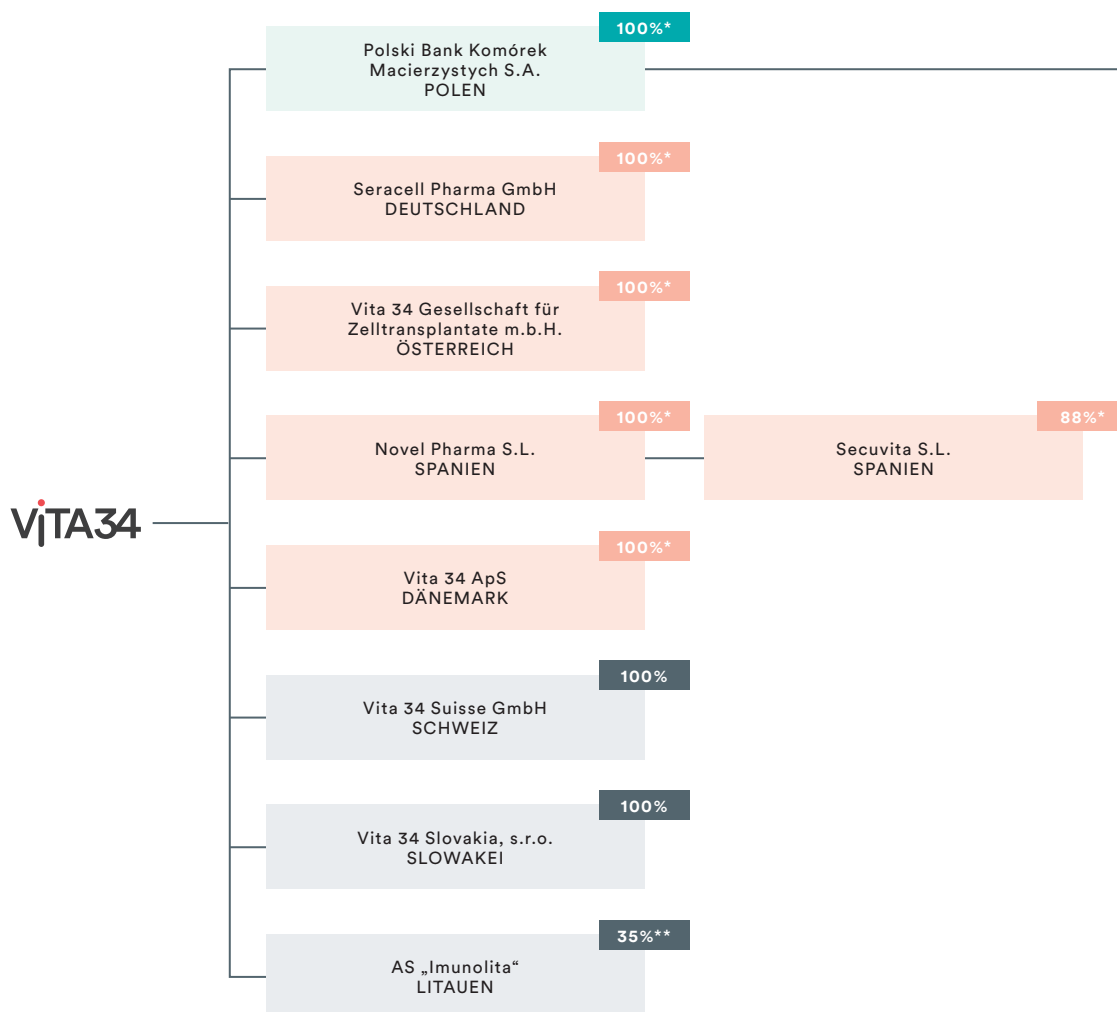 100%*
Polski Bank Komórek
Macierzystych S.A.
POLEN
100%*
Seracell Pharma GmbH
DEUTSCHLAND
100%*
Vita 34 Gesellschaft für
Zelltransplantate m.b.H.
ÖSTERREICH
100%*
Novel Pharma S.L.
SPANIEN
88%*
Secuvita S.L.
SPANIEN
ViTA34
100%*
Vita 34 ApS
DÄNEMARK
100%
Vita 34 Suisse GmbH
SCHWEIZ
100%
Vita 34 Slovakia, s.r.o.
SLOWAKEI
35%**
AS „Imunolita“
LITAUEN